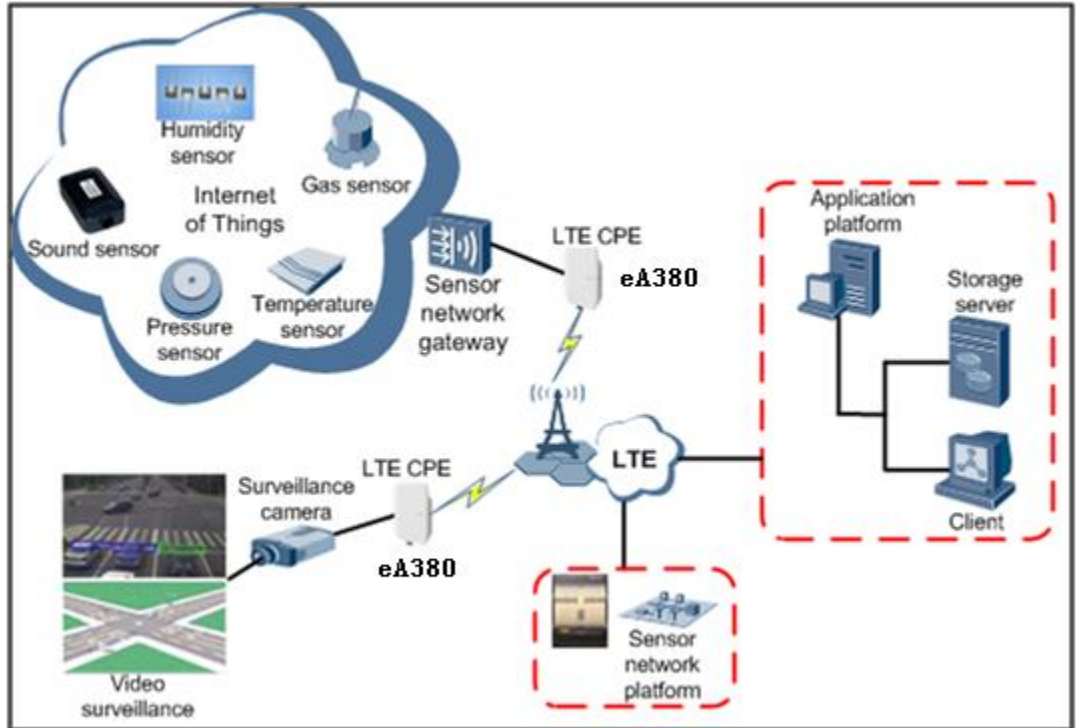 Humidity
sensor
Gas sensor
Internet
of Things
Sound sensor
Temperature
sensor
Pressure
sensor
Sensor
network
gateway
LTE CPE
eA380
Application
platform
Storage
server
Client
LTE
LTE CPE
eA380
Surveillance
camera
Video
surveillance
Sensor
network
platform